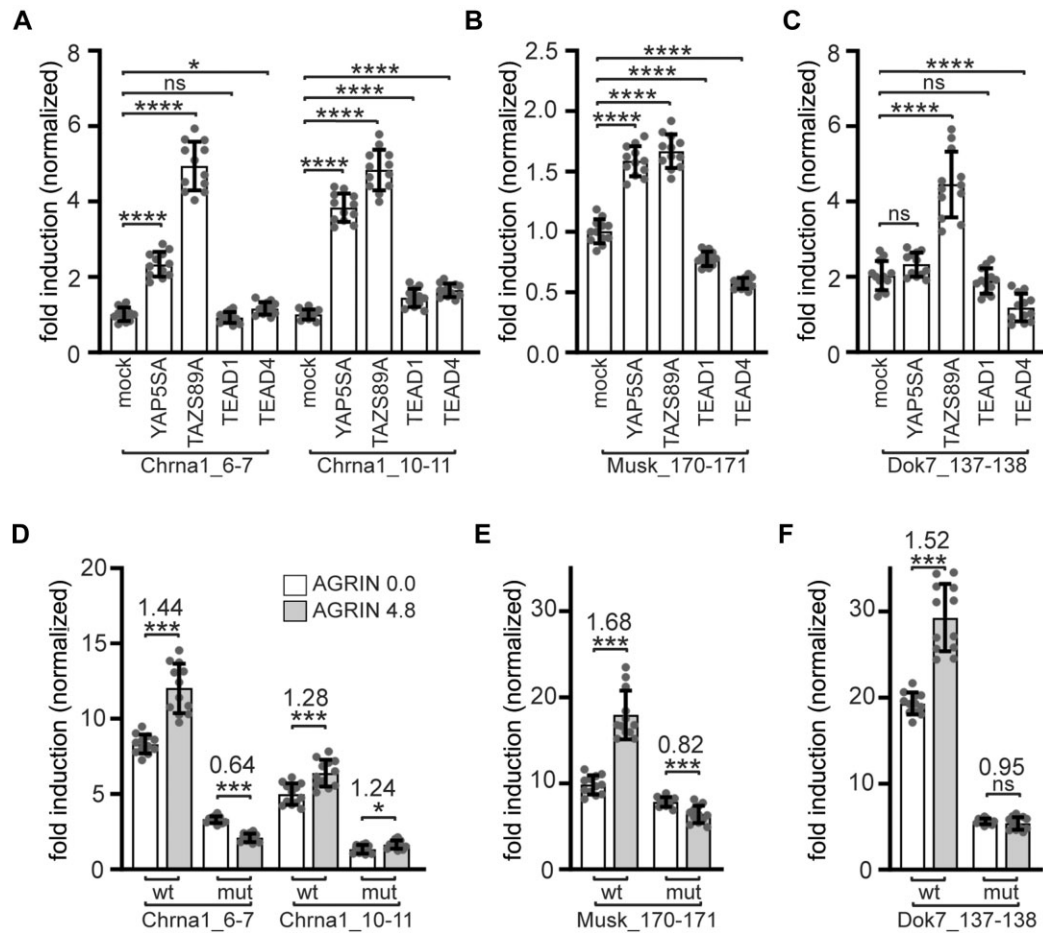 A
fold induction (normalized)
8
6
4
2
0
*
ns
****
****
****
****
****
****
mock
YAP5SA
TAZS89A
TEAD1
TEAD4
mock
YAP5SA
TAZS89A
TEAD1
TEAD4
Chrna1_6-7
Chrna1_10-11
B
fold induction (normalized)
2.5
2.0
1.5
1.0
0.5
0.0
****
****
****
****
mock
YAP5SA
TAZS89A
TEAD1
TEAD4
Musk_170-171
C
fold induction (normalized)
8
6
4
2
0
****
ns
****
ns
mock
YAP5SA
TAZS89A
TEAD1
TEAD4
Dok7_137-138
D
fold induction (normalized)
20
15
10
5
0
AGRIN 0.0
AGRIN 4.8
1.44
***
0.64
***
1.28
***
1.24
*
wt
mut
wt
mut
Chrna1_6-7
Chrna1_10-11
E
fold induction (normalized)
30
20
10
0
1.68
***
0.82
***
wt
mut
Musk_170-171
F
fold induction (normalized)
30
20
10
0
1.52
***
0.95
ns
wt
mut
Dok7_137-138